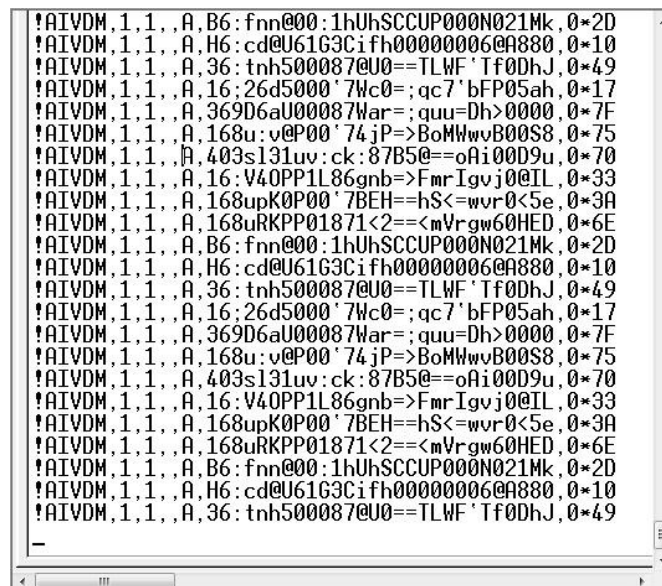 !AIVDM,1,1,,A,B6:fnn@00:1hUhSCCUP000N021Mk,0*2D
!AIVDM,1,1,,A,H6:cd@U61G3Cifh00000006@A880,0*10
!AIVDM,1,1,,A,36:tnh500087@U0==TLWF`Tf0DhJ,0*49
!AIVDM,1,1,,A,16;26d5000`7Wc0=;qc7`bFP05ah,0*17
!AIVDM,1,1,,A,369D6aU00087War=;quu=Dh>0000,0*7F
!AIVDM,1,1,,A,168u:v@P00`74jP=>BoMWwvB00S8,0*75
!AIVDM,1,1,,A,403sl31uv:ck:87B5@==oAi00D9u,0*70
!AIVDM,1,1,,A,16:V4OPP1L86gnb=>FmrIgvj0@IL,0*33
!AIVDM,1,1,,A,168upK0P00`7BEH==hS<=wvr0<5e,0*3A
!AIVDM,1,1,,A,168uRKPP01871<2==<mVrgw60HED,0*6E
!AIVDM,1,1,,A,B6:fnn@00:1hUhSCCUP000N021Mk,0*2D
!AIVDM,1,1,,A,H6:cd@U61G3Cifh00000006@A880,0*10
!AIVDM,1,1,,A,36:tnh500087@U0==TLWF`Tf0DhJ,0*49
!AIVDM,1,1,,A,16;26d5000`7Wc0=;qc7`bFP05ah,0*17
!AIVDM,1,1,,A,369D6aU00087War=;quu=Dh>0000,0*7F
!AIVDM,1,1,,A,168u:v@P00`74jP=>BoMWwvB00S8,0*75
!AIVDM,1,1,,A,403sl31uv:ck:87B5@==oAi00D9u,0*70
!AIVDM,1,1,,A,16:V4OPP1L86gnb=>FmrIgvj0@IL,0*33
!AIVDM,1,1,,A,168upK0P00`7BEH==hS<=wvr0<5e,0*3A
!AIVDM,1,1,,A,168uRKPP01871<2==<mVrgw60HED,0*6E
!AIVDM,1,1,,A,B6:fnn@00:1hUhSCCUP000N021Mk,0*2D
!AIVDM,1,1,,A,H6:cd@U61G3Cifh00000006@A880,0*10
!AIVDM,1,1,,A,36:tnh500087@U0==TLWF`Tf0DhJ,0*49